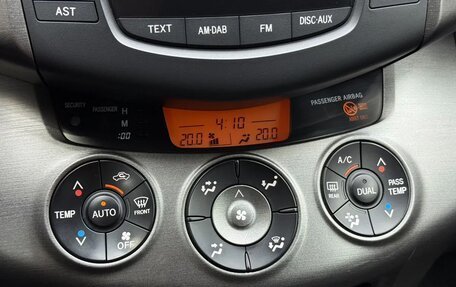 AST
TEXT
AM·DAB
FM
DISC·AUX
SECURITY
PASSENGER
H
M
:00
4:10
20.0
20.0
PASSENGER AIRBAG
TEMP
AUTO
FRONT
OFF
A/C
REAR
DUAL
PASS
TEMP